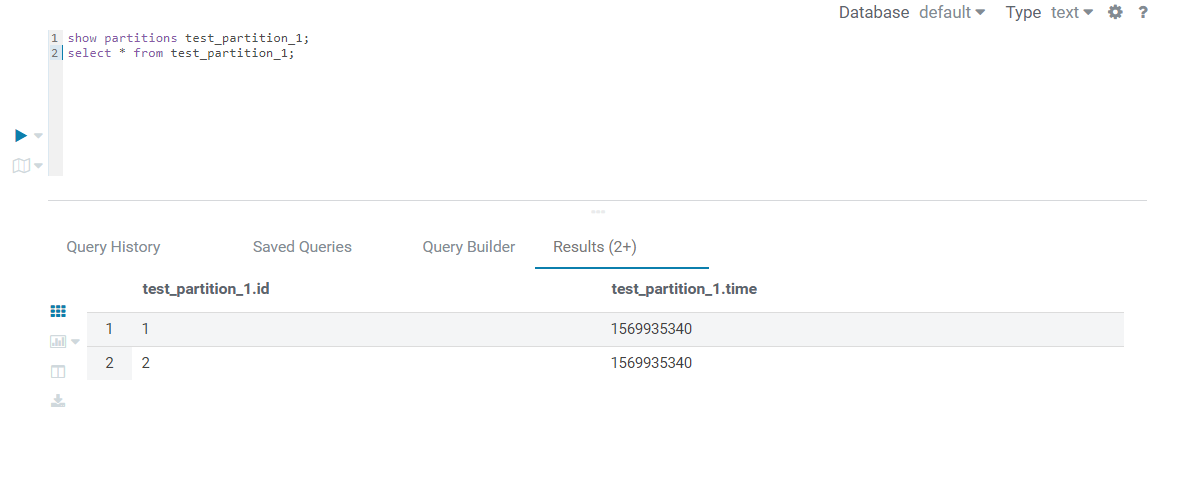 Database default Type text ?
1 show partitions test_partition_1;
2 select * from test_partition_1;
Query History Saved Queries Query Builder Results (2+)
test_partition_1.id test_partition_1.time
1 1 1569935340
2 2 1569935340